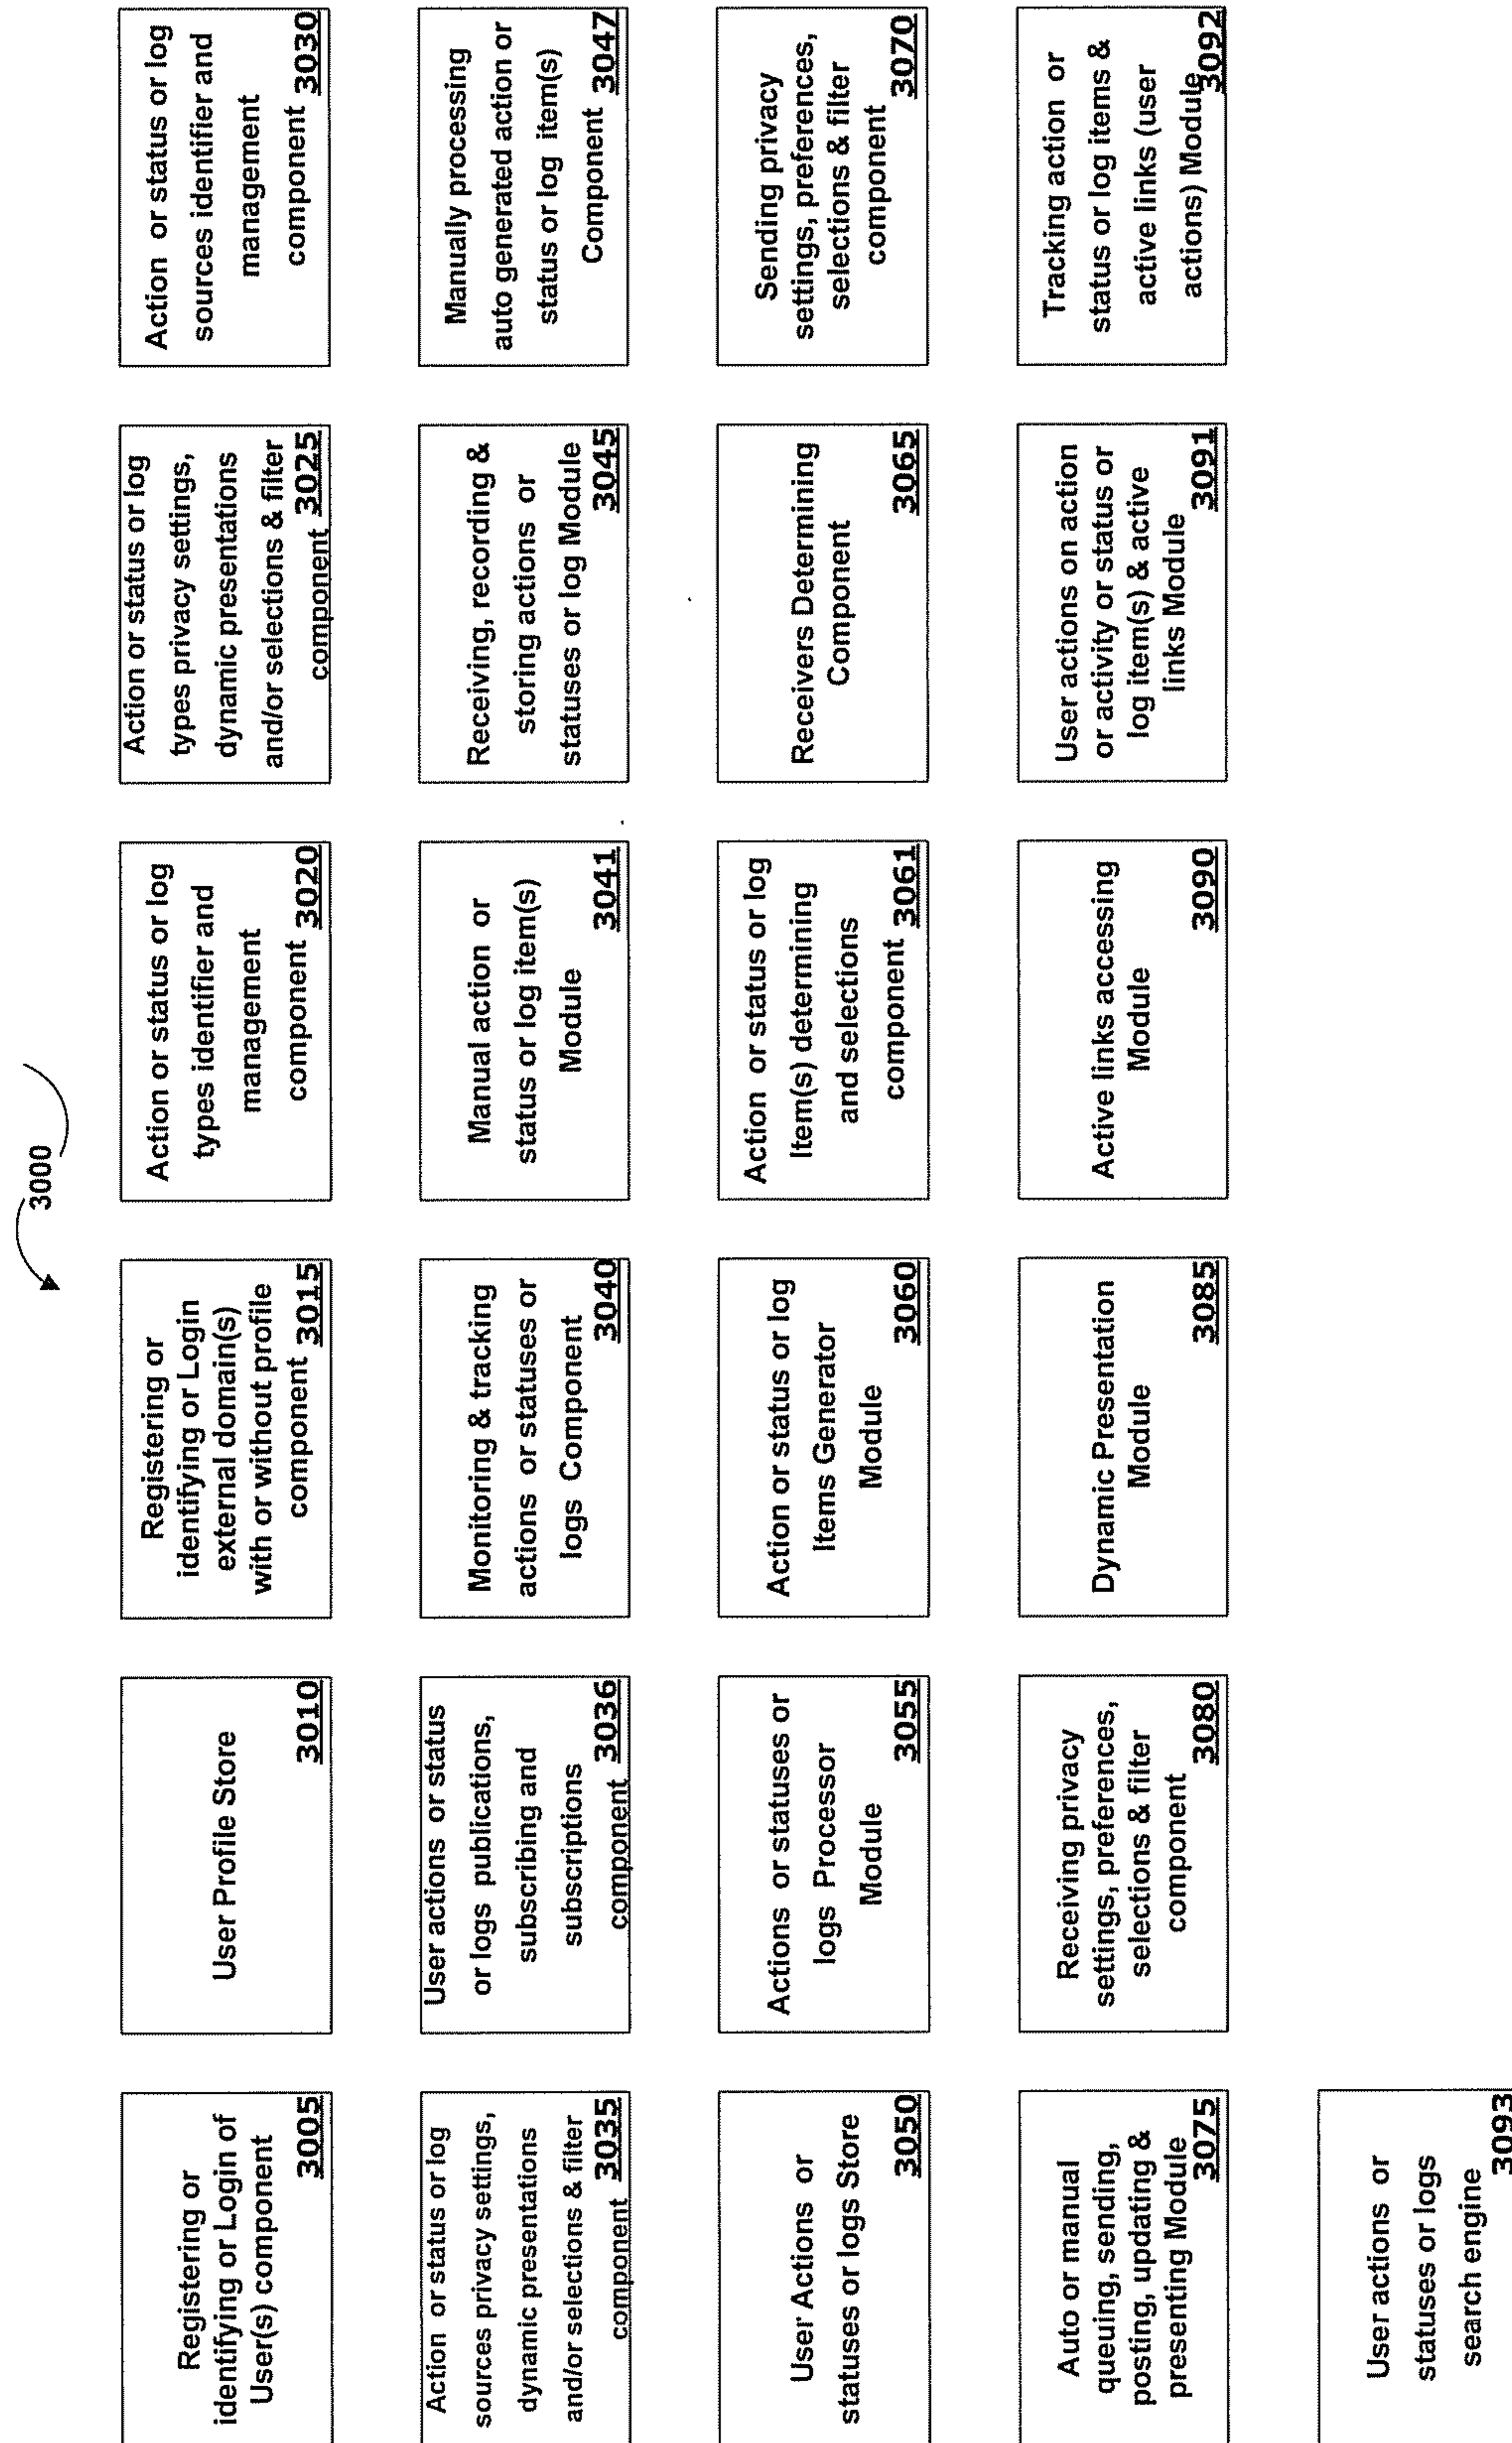 3000
Registering or
identifying or Login of
User(s) component
3005
User Profile Store
3010
Registering or
identifying or Login
external domain(s)
with or without profile
component 3015
Action or status or log
types identifier and
management
component 3020
Action or status or log
types privacy settings,
dynamic presentations
and/or selections & filter
component 3025
Action or status or log
sources identifier and
management
component 3030
Action or status or log
sources privacy settings,
dynamic presentations
and/or selections & filter
component 3035
User actions or status
or logs publications,
subscribing and
subscriptions
component 3036
Monitoring & tracking
actions or statuses or
logs Component
3040
Manual action or
status or log item(s)
Module
3041
Receiving, recording &
storing actions or
statuses or log Module
3045
Manually processing
auto generated action or
status or log item(s)
Component 3047
User Actions or
statuses or logs Store
3050
Actions or statuses or
logs Processor
Module
3055
Action or status or log
Items Generator
Module
3060
Action or status or log
Item(s) determining
and selections
component 3061
Receivers Determining
Component
3065
Sending privacy
settings, preferences,
selections & filter
component
3070
Auto or manual
queuing, sending,
posting, updating &
presenting Module
3075
Receiving privacy
settings, preferences,
selections & filter
component
3080
Dynamic Presentation
Module
3085
Active links accessing
Module
3090
User actions on action
or activity or status or
log item(s) & active
links Module
3091
Tracking action or
status or log items &
active links (user
actions) Module
3092
User actions or
statuses or logs
search engine
3093